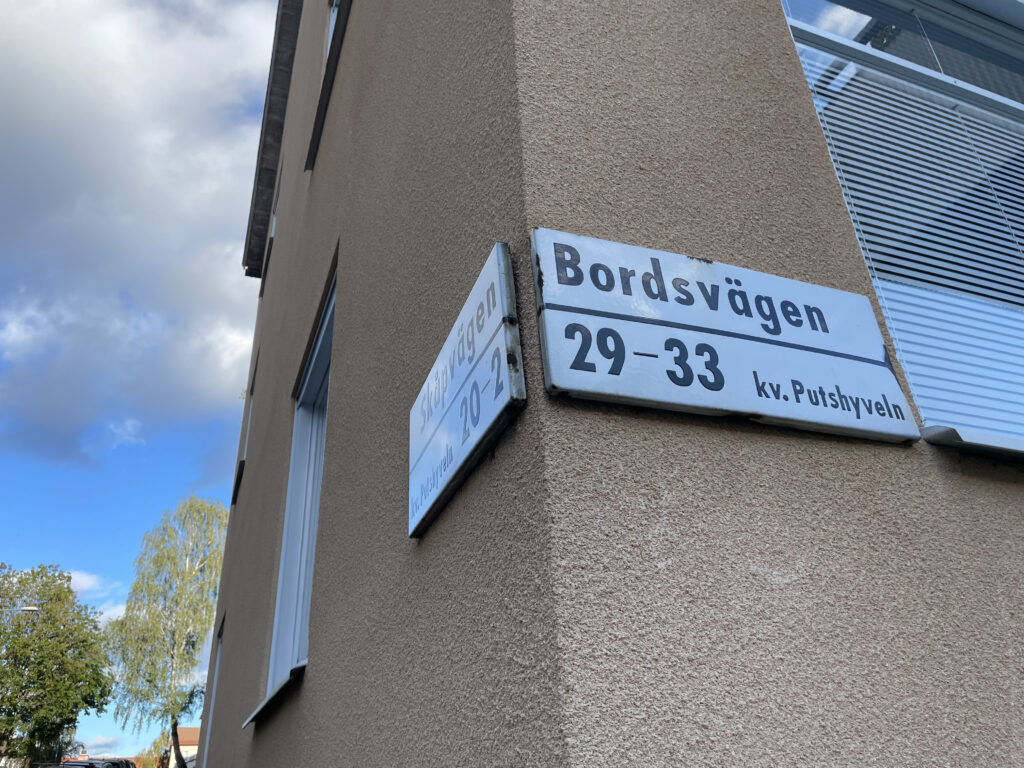 Skåpvägen
20–2
kv. Putshyveln
Bordsvägen
29–33 kv. Putshyveln